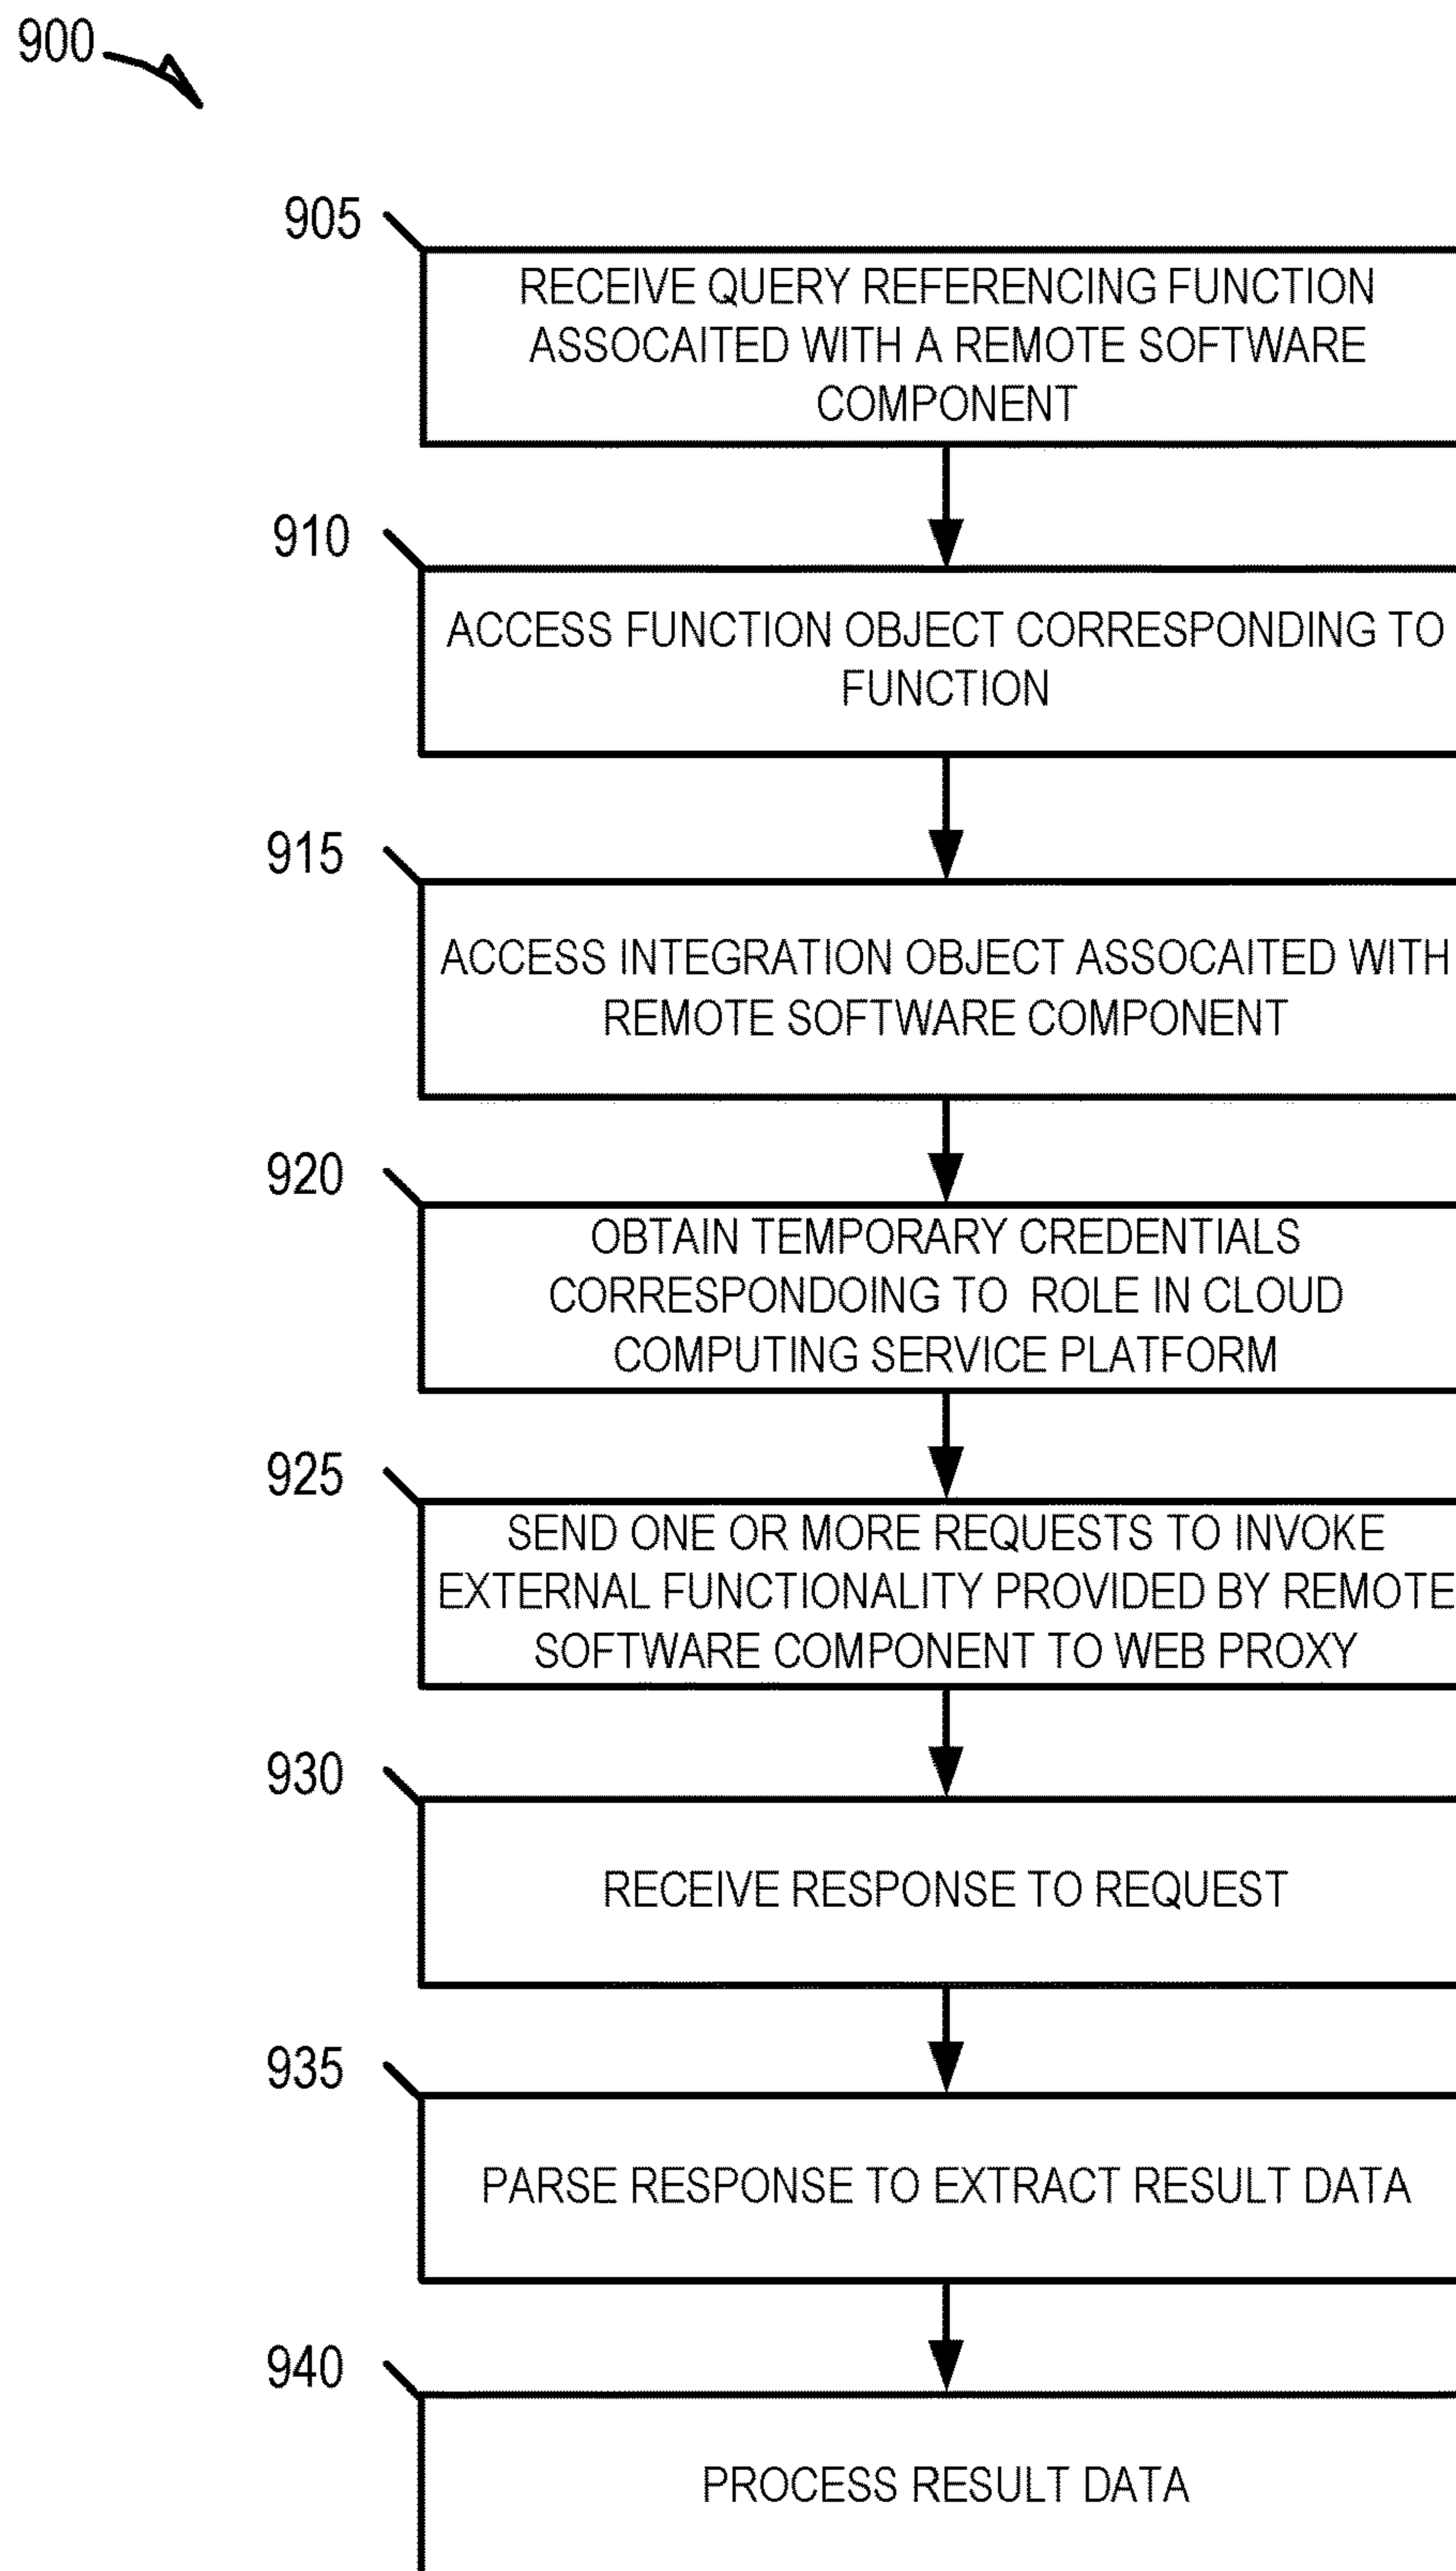 900
905
RECEIVE QUERY REFERENCING FUNCTION
ASSOCAITED WITH A REMOTE SOFTWARE
COMPONENT
910
ACCESS FUNCTION OBJECT CORRESPONDING TO
FUNCTION
915
ACCESS INTEGRATION OBJECT ASSOCAITED WITH
REMOTE SOFTWARE COMPONENT
920
OBTAIN TEMPORARY CREDENTIALS
CORRESPONDOING TO ROLE IN CLOUD
COMPUTING SERVICE PLATFORM
925
SEND ONE OR MORE REQUESTS TO INVOKE
EXTERNAL FUNCTIONALITY PROVIDED BY REMOTE
SOFTWARE COMPONENT TO WEB PROXY
930
RECEIVE RESPONSE TO REQUEST
935
PARSE RESPONSE TO EXTRACT RESULT DATA
940
PROCESS RESULT DATA